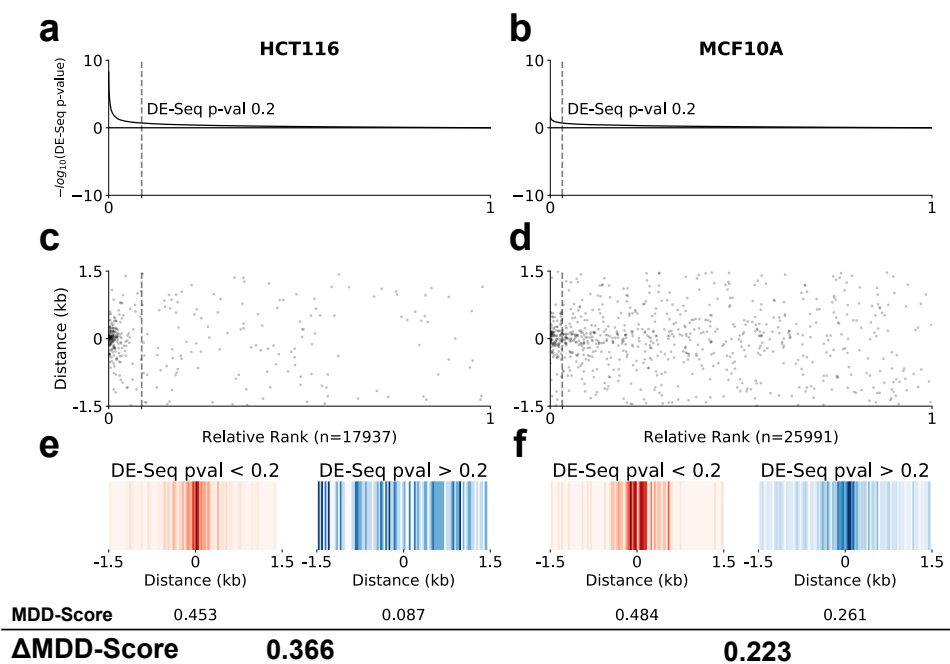 a
b
HCT116
MCF10A
−log10(DE-Seq p-value)
10
0
−10
DE-Seq p-val 0.2
0
1
10
0
−10
DE-Seq p-val 0.2
0
1
c
d
Distance (kb)
1.5
0
-1.5
0
1
Relative Rank (n=17937)
1.5
0
-1.5
0
1
Relative Rank (n=25991)
e
f
DE-Seq pval < 0.2
DE-Seq pval > 0.2
DE-Seq pval < 0.2
DE-Seq pval > 0.2
-1.5 0 1.5
-1.5 0 1.5
-1.5 0 1.5
-1.5 0 1.5
Distance (kb)
Distance (kb)
Distance (kb)
Distance (kb)
MDD-Score 0.453 0.087 0.484 0.261
ΔMDD-Score 0.366 0.223